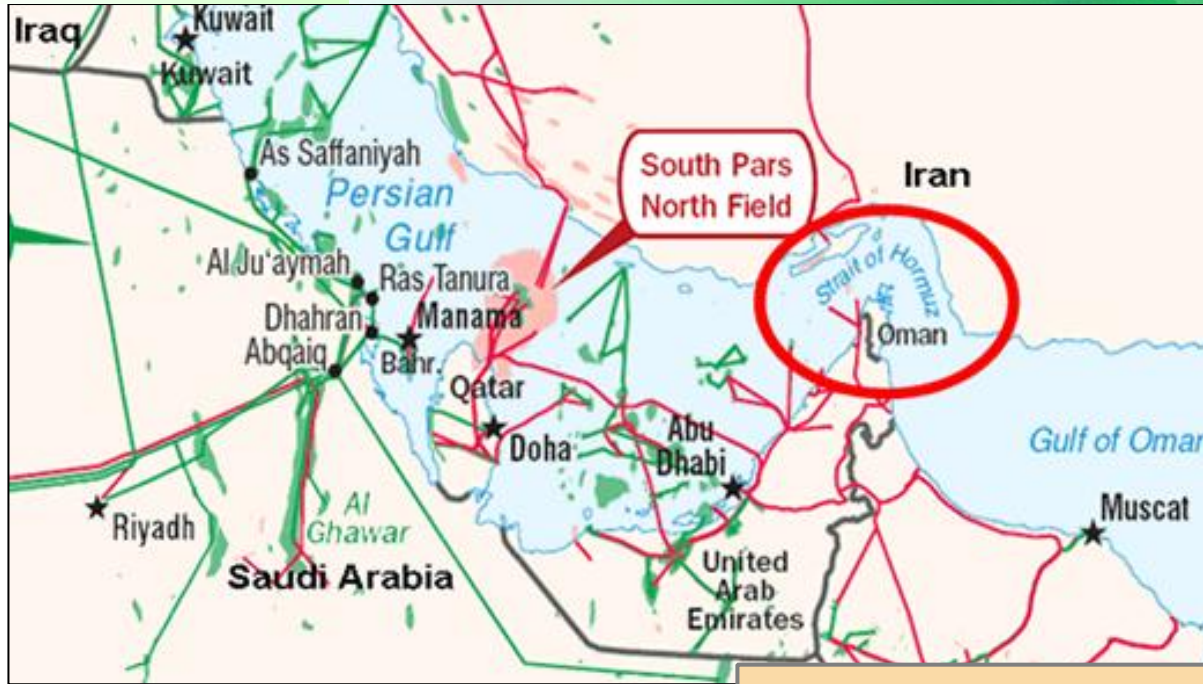 Iraq
Kuwait
Kuwait
As Saffaniyah
Persian
Gulf
South Pars
North Field
Iran
Strait of Hormuz
Al Ju'aymah
Ras Tanura
Dhahran
Manama
Abqaiq
Bahr.
Oman
Qatar
Doha
Abu
Dhabi
Gulf of Oman
Muscat
Riyadh
Al
Ghawar
Saudi Arabia
United
Arab
Emirates